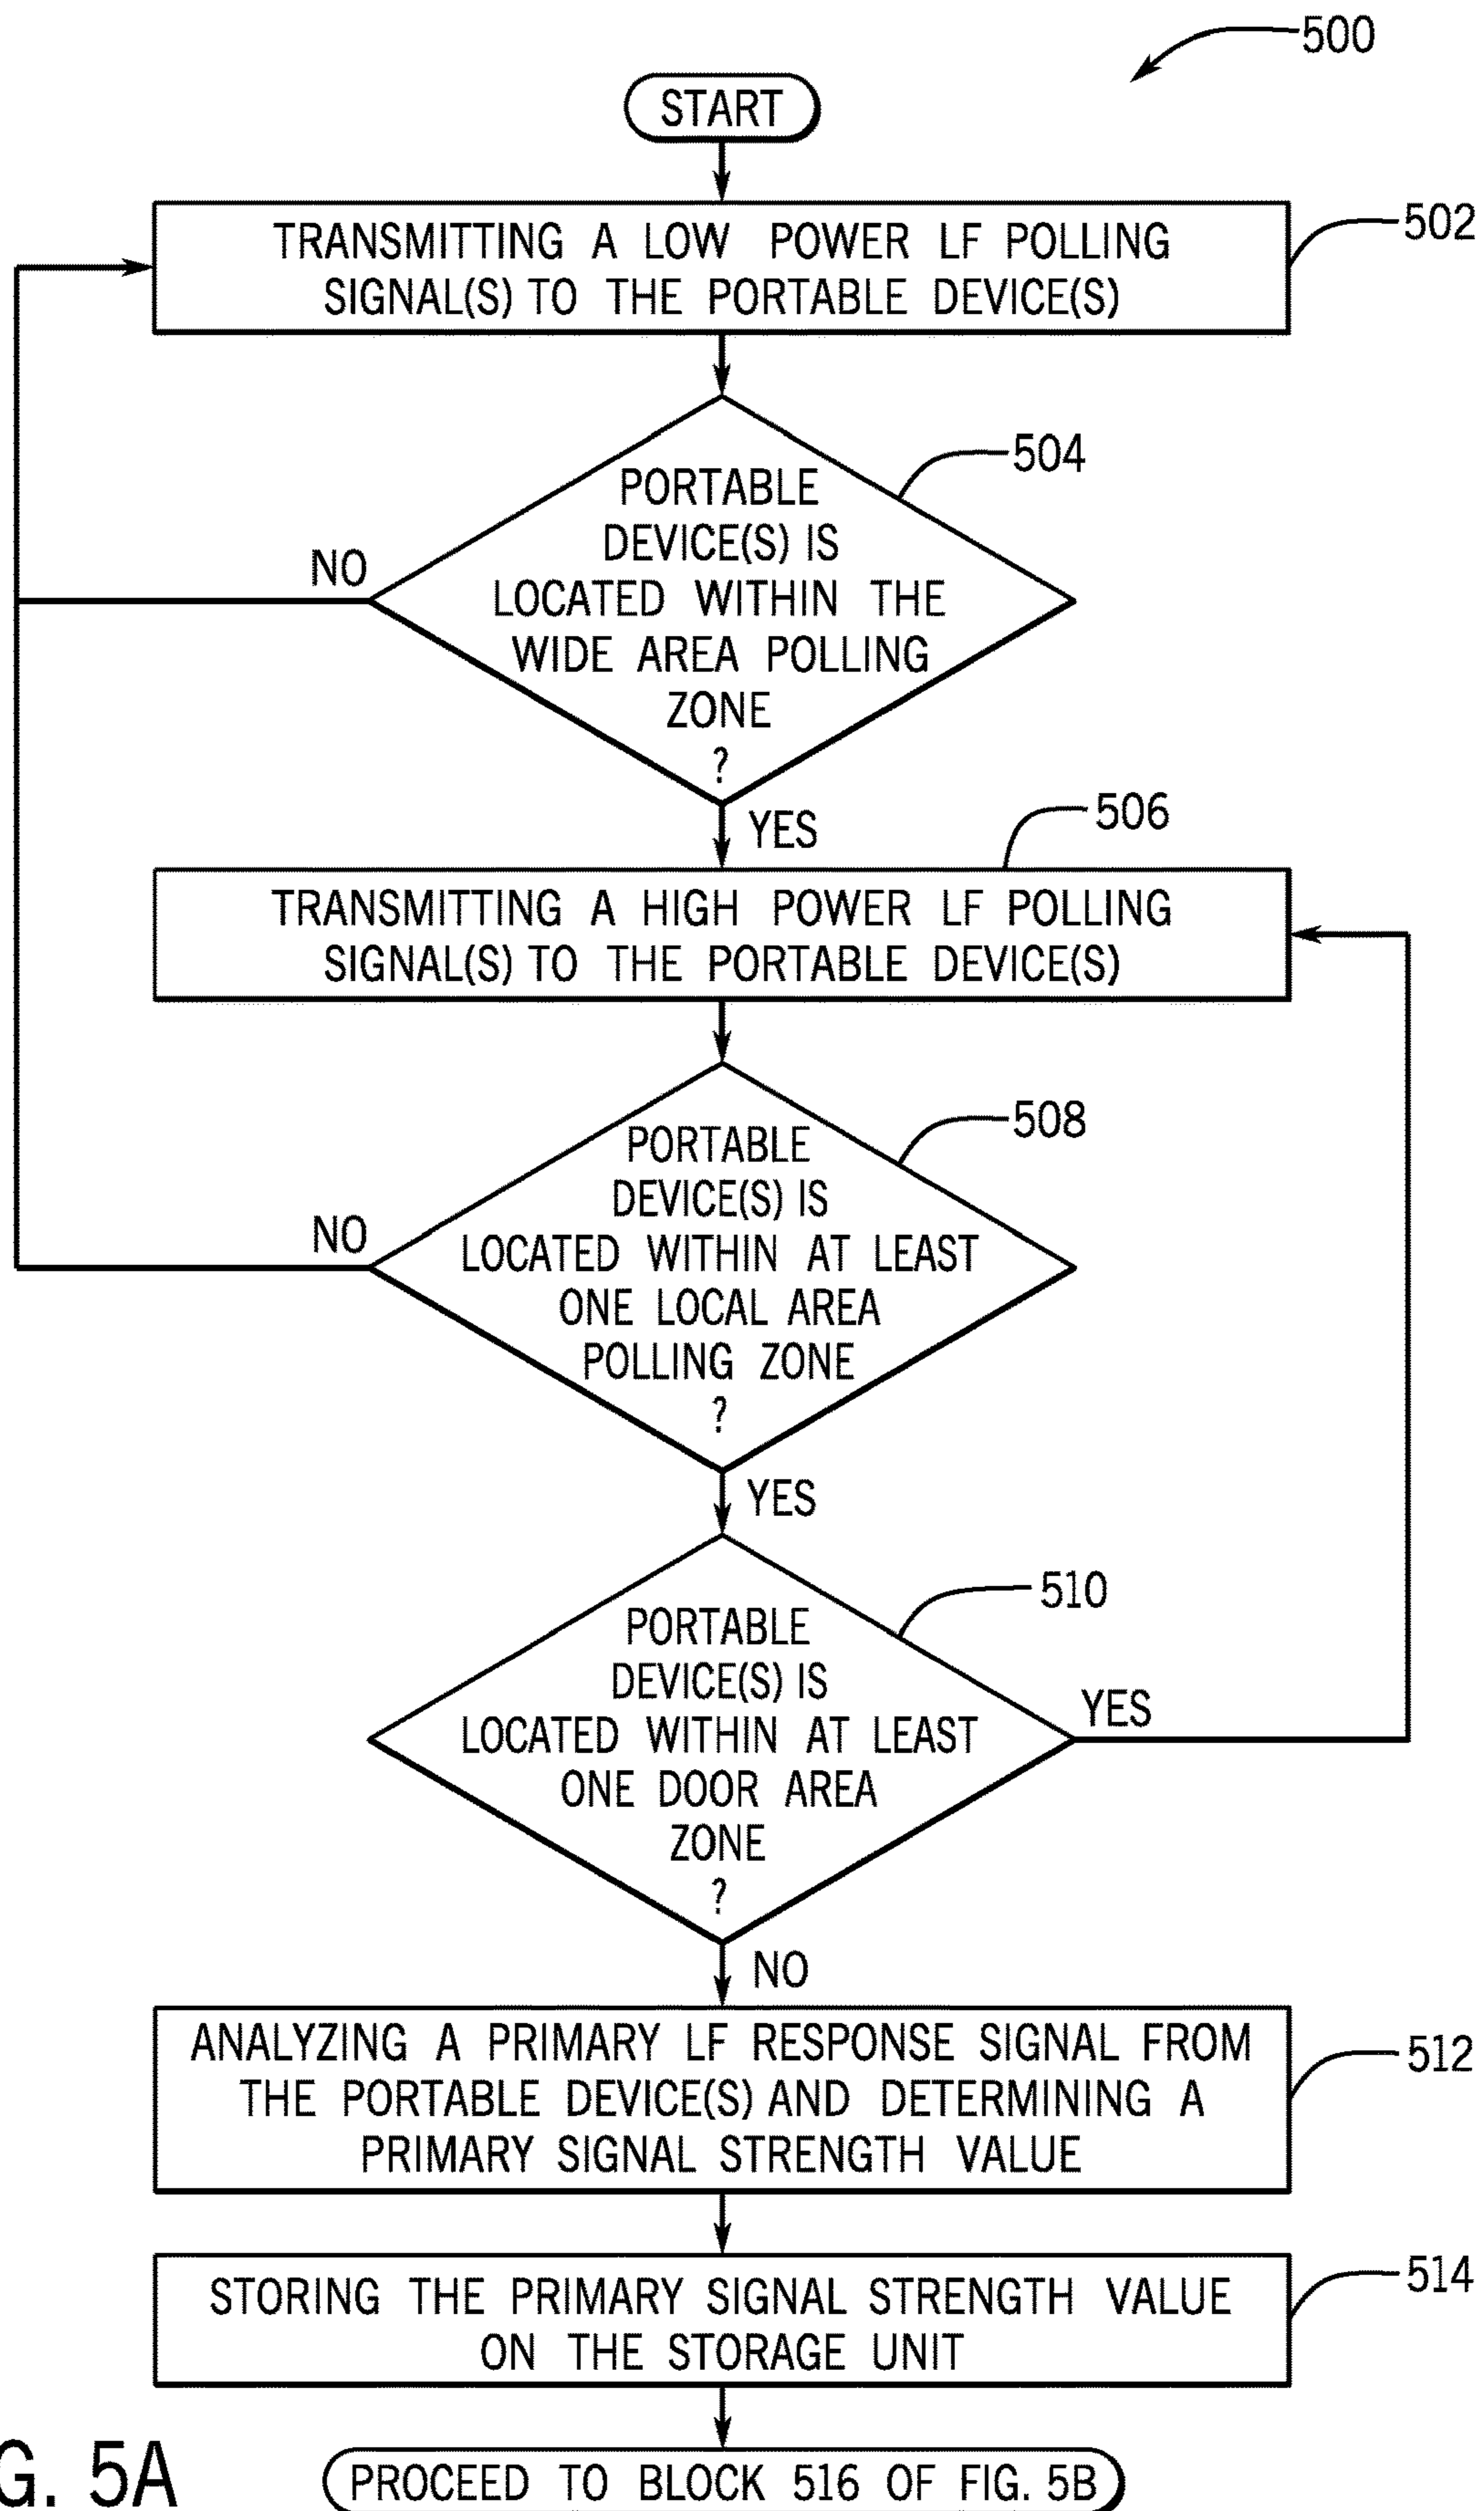 500
START
TRANSMITTING A LOW POWER LF POLLING
SIGNAL(S) TO THE PORTABLE DEVICE(S)
502
504
PORTABLE
DEVICE(S) IS
LOCATED WITHIN THE
WIDE AREA POLLING
ZONE
?
NO
YES
506
TRANSMITTING A HIGH POWER LF POLLING
SIGNAL(S) TO THE PORTABLE DEVICE(S)
508
PORTABLE
DEVICE(S) IS
LOCATED WITHIN AT LEAST
ONE LOCAL AREA
POLLING ZONE
?
NO
YES
510
PORTABLE
DEVICE(S) IS
LOCATED WITHIN AT LEAST
ONE DOOR AREA
ZONE
?
YES
NO
ANALYZING A PRIMARY LF RESPONSE SIGNAL FROM
THE PORTABLE DEVICE(S) AND DETERMINING A
PRIMARY SIGNAL STRENGTH VALUE
512
STORING THE PRIMARY SIGNAL STRENGTH VALUE
ON THE STORAGE UNIT
514
G. 5A
PROCEED TO BLOCK 516 OF FIG. 5B